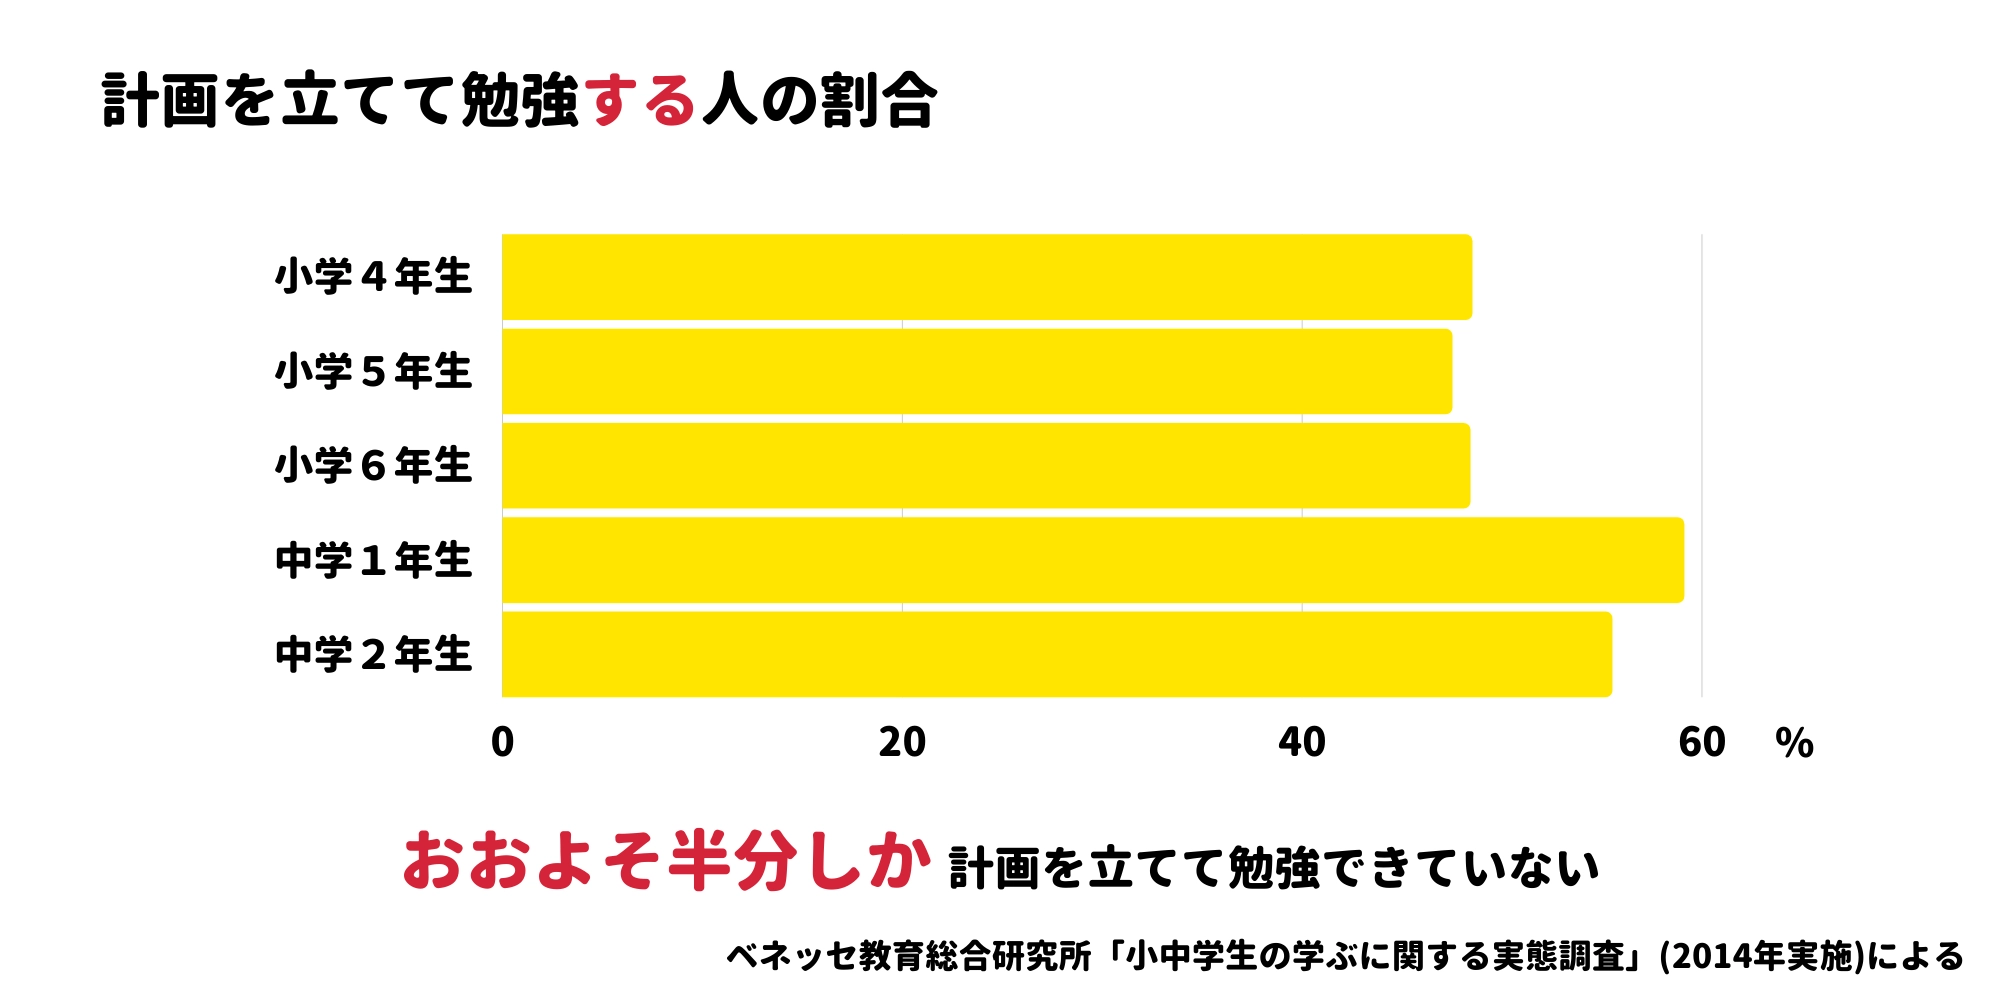 計画を立てて勉強する人の割合
小学４年生
小学５年生
小学６年生
中学１年生
中学２年生
0 20 40 60 %
おおよそ半分しか 計画を立てて勉強できていない
ベネッセ教育総合研究所「小中学生の学ぶに関する実態調査」(2014年実施)による